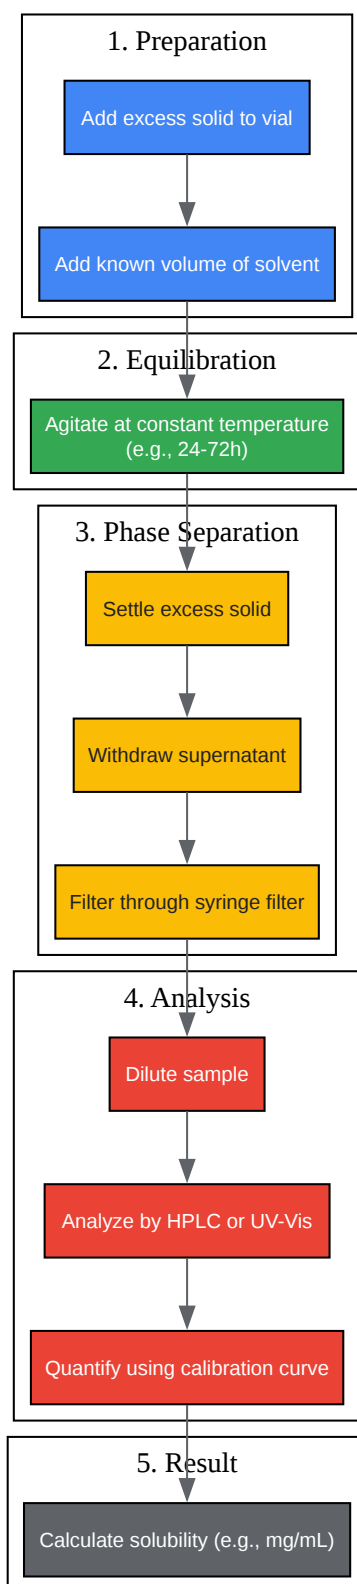 1. Preparation
Add excess solid to vial
Add known volume of solvent
2. Equilibration
Agitate at constant temperature
(e.g., 24-72h)
3. Phase Separation
Settle excess solid
Withdraw supernatant
Filter through syringe filter
4. Analysis
Dilute sample
Analyze by HPLC or UV-Vis
Quantify using calibration curve
5. Result
Calculate solubility (e.g., mg/mL)